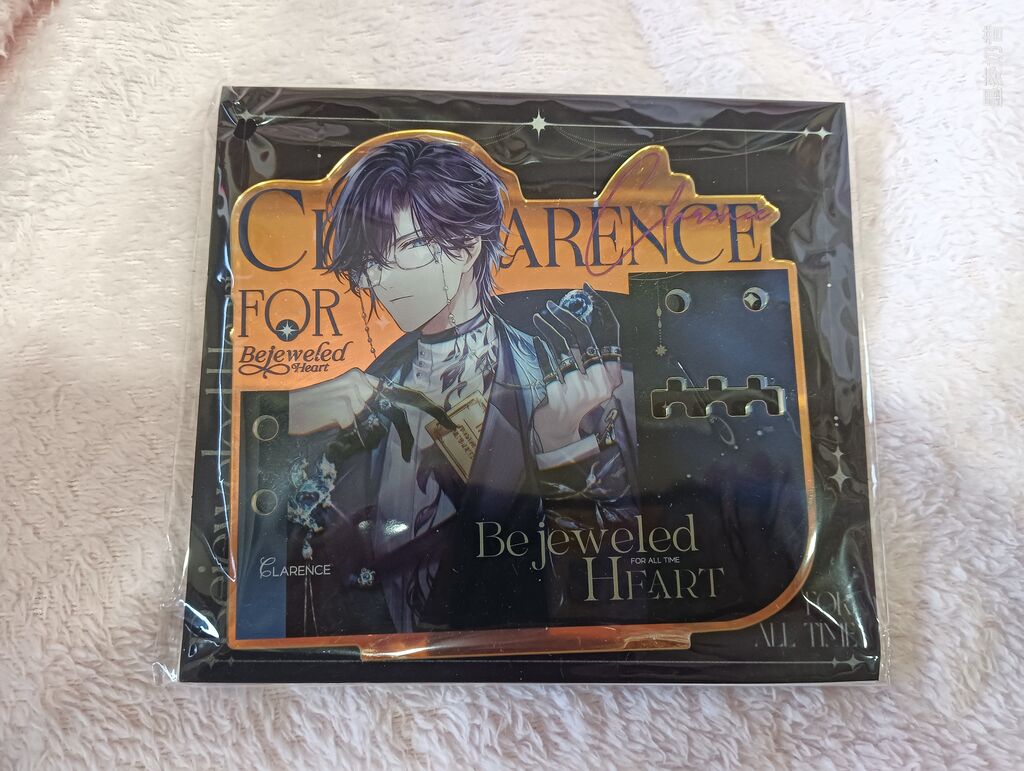 CLARENCE
Clarence
FOR
Bejeweled
Heart
Bejeweled
FOR ALL TIME
HEART
CLARENCE
FOR
ALL TIME